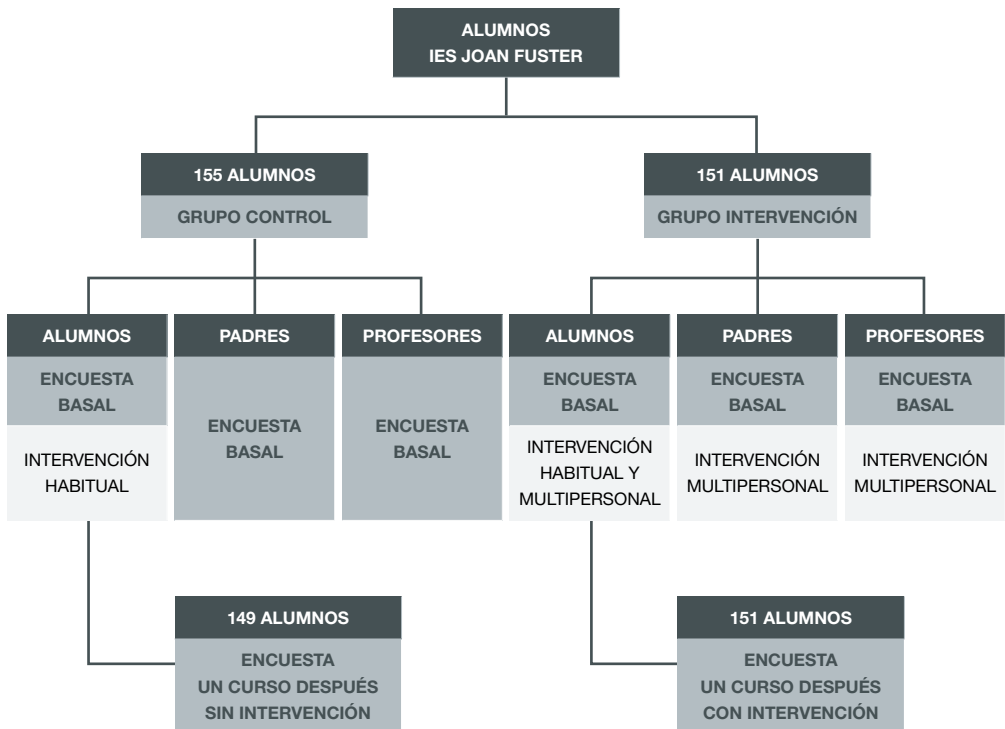 ALUMNOS
IES JOAN FUSTER
155 ALUMNOS
GRUPO CONTROL
151 ALUMNOS
GRUPO INTERVENCIÓN
ALUMNOS
ENCUESTA
BASAL
INTERVENCIÓN
HABITUAL
PADRES
ENCUESTA
BASAL
PROFESORES
ENCUESTA
BASAL
ALUMNOS
ENCUESTA
BASAL
INTERVENCIÓN
HABITUAL Y
MULTIPERSONAL
PADRES
ENCUESTA
BASAL
INTERVENCIÓN
MULTIPERSONAL
PROFESORES
ENCUESTA
BASAL
INTERVENCIÓN
MULTIPERSONAL
149 ALUMNOS
ENCUESTA
UN CURSO DESPUÉS
SIN INTERVENCIÓN
151 ALUMNOS
ENCUESTA
UN CURSO DESPUÉS
CON INTERVENCIÓN